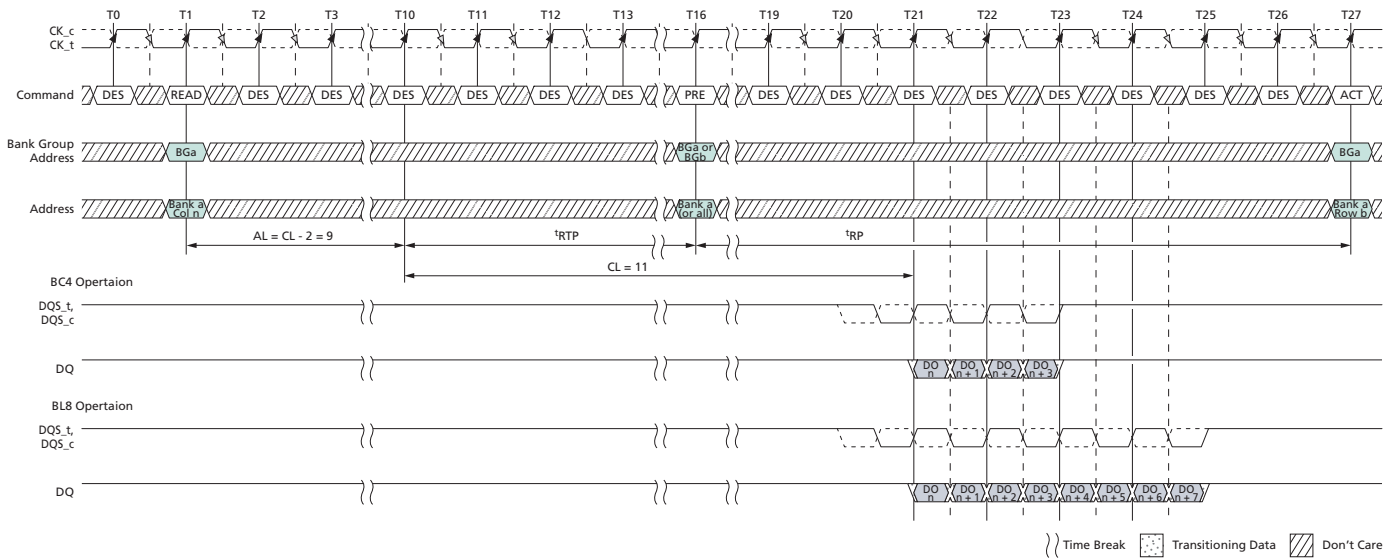 T0 T1 T2 T3 T10 T11 T12 T13 T16 T19 T20 T21 T22 T23 T24 T25 T26 T27
CK_c
CK_t
Command DES READ DES DES DES DES DES DES PRE DES DES DES DES DES DES DES DES ACT
Bank Group
Address
BGa
BGa or
BGb
BGa
Address
Bank a
Col n
Bank a
(or all)
Bank a
Row b
AL = CL - 2 = 9 tRTP tRP
CL = 11
BC4 Opertaion
DQS_t,
DQS_c
DQ
DO
n
DO
n + 1
DO
n + 2
DO
n + 3
BL8 Opertaion
DQS_t,
DQS_c
DQ
DO
n
DO
n + 1
DO
n + 2
DO
n + 3
DO
n + 4
DO
n + 5
DO
n + 6
DO
n + 7
Time Break Transitioning Data Don't Care